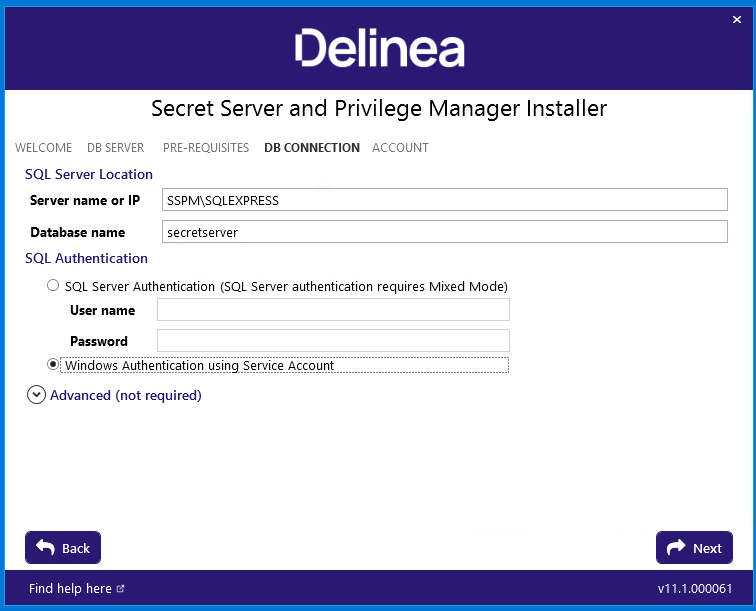 Delinea
Secret Server and Privilege Manager Installer
WELCOME DB SERVER PRE-REQUISITES DB CONNECTION ACCOUNT
SQL Server Location
Server name or IP SSPM\SQLEXPRESS
Database name secretserver
SQL Authentication
SQL Server Authentication (SQL Server authentication requires Mixed Mode)
User name
Password
Windows Authentication using Service Account
Advanced (not required)
Back Next
Find help here v11.1.000061